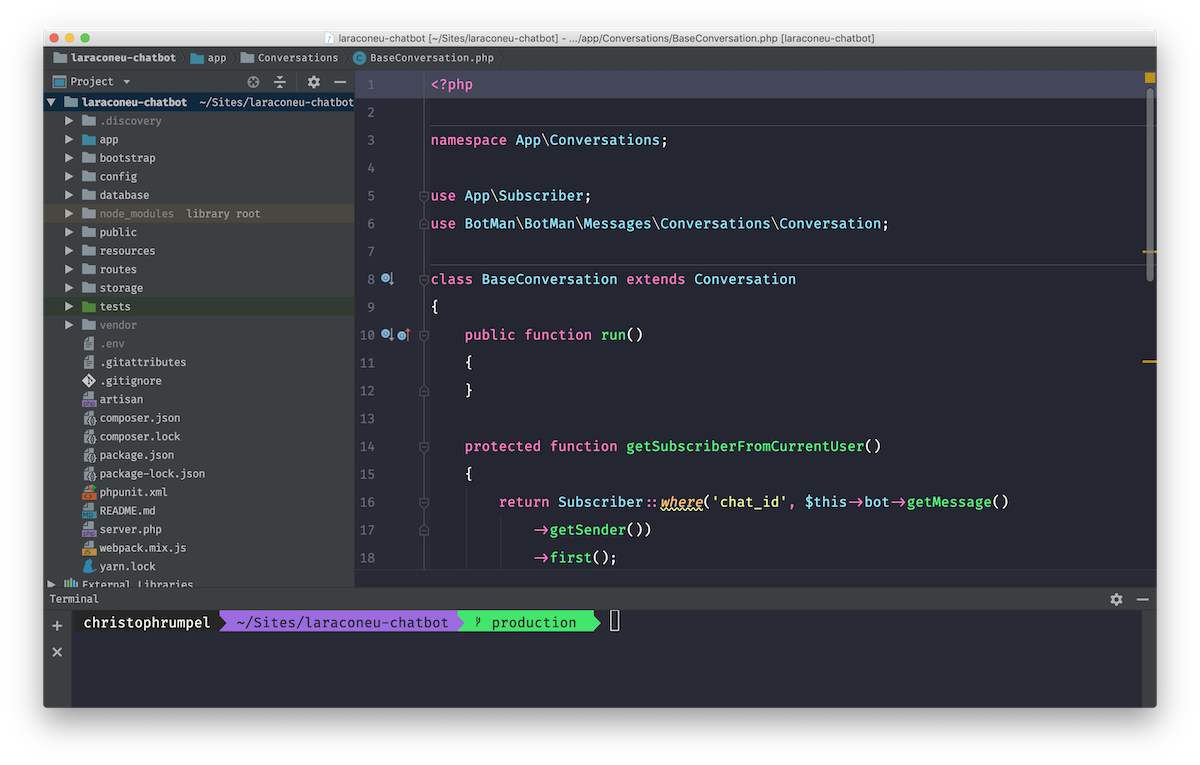 laraconeu-chatbot [~/Sites/laraconeu-chatbot] - .../app/Conversations/BaseConversation.php [laraconeu-chatbot]
laraconeu-chatbot app Conversations C BaseConversation.php
Project
laraconeu-chatbot ~/Sites/laraconeu-chatbot
.discovery
app
bootstrap
config
database
node_modules library root
public
resources
routes
storage
tests
vendor
.env
.gitattributes
.gitignore
artisan
composer.json
composer.lock
package.json
package-lock.json
phpunit.xml
README.md
server.php
webpack.mix.js
yarn.lock
External Libraries
1 <?php
2
3 namespace App\Conversations;
4
5 use App\Subscriber;
6 use BotMan\BotMan\Messages\Conversations\Conversation;
7
8 class BaseConversation extends Conversation
9 {
10 public function run()
11 {
12 }
13
14 protected function getSubscriberFromCurrentUser()
15 {
16 return Subscriber::where('chat_id', $this->bot->getMessage()
17 ->getSender())
18 ->first();
Terminal
christophrumpel ~/Sites/laraconeu-chatbot production